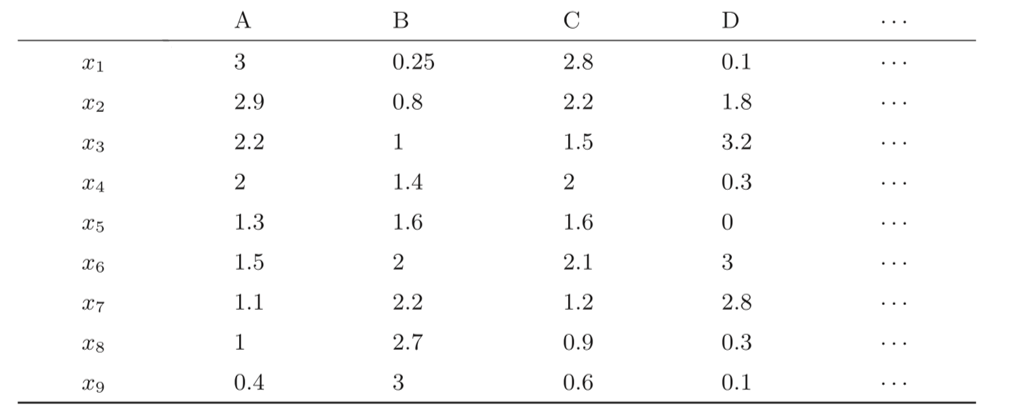 A B C D ···
x₁ 3 0.25 2.8 0.1 ···
x₂ 2.9 0.8 2.2 1.8 ···
x₃ 2.2 1 1.5 3.2 ···
x₄ 2 1.4 2 0.3 ···
x₅ 1.3 1.6 1.6 0 ···
x₆ 1.5 2 2.1 3 ···
x₇ 1.1 2.2 1.2 2.8 ···
x₈ 1 2.7 0.9 0.3 ···
x₉ 0.4 3 0.6 0.1 ···